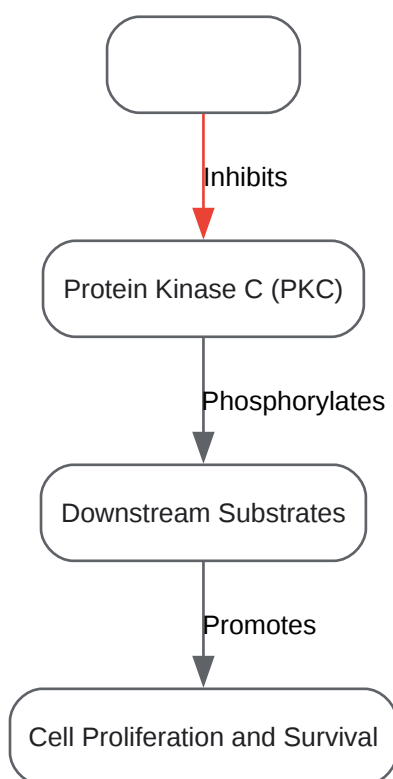 Inhibits
Protein Kinase C (PKC)
Phosphorylates
Downstream Substrates
Promotes
Cell Proliferation and Survival